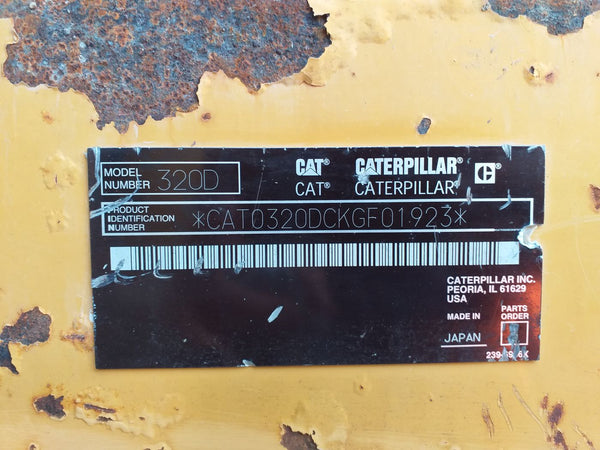 MODEL NUMBER 320D
CAT CATERPILLAR C
CAT® CATERPILLAR®
PRODUCT IDENTIFICATION NUMBER *CAT0320DCKGF01923*
CATERPILLAR INC.
PEORIA, IL 61629
USA
MADE IN JAPAN
PARTS ORDER